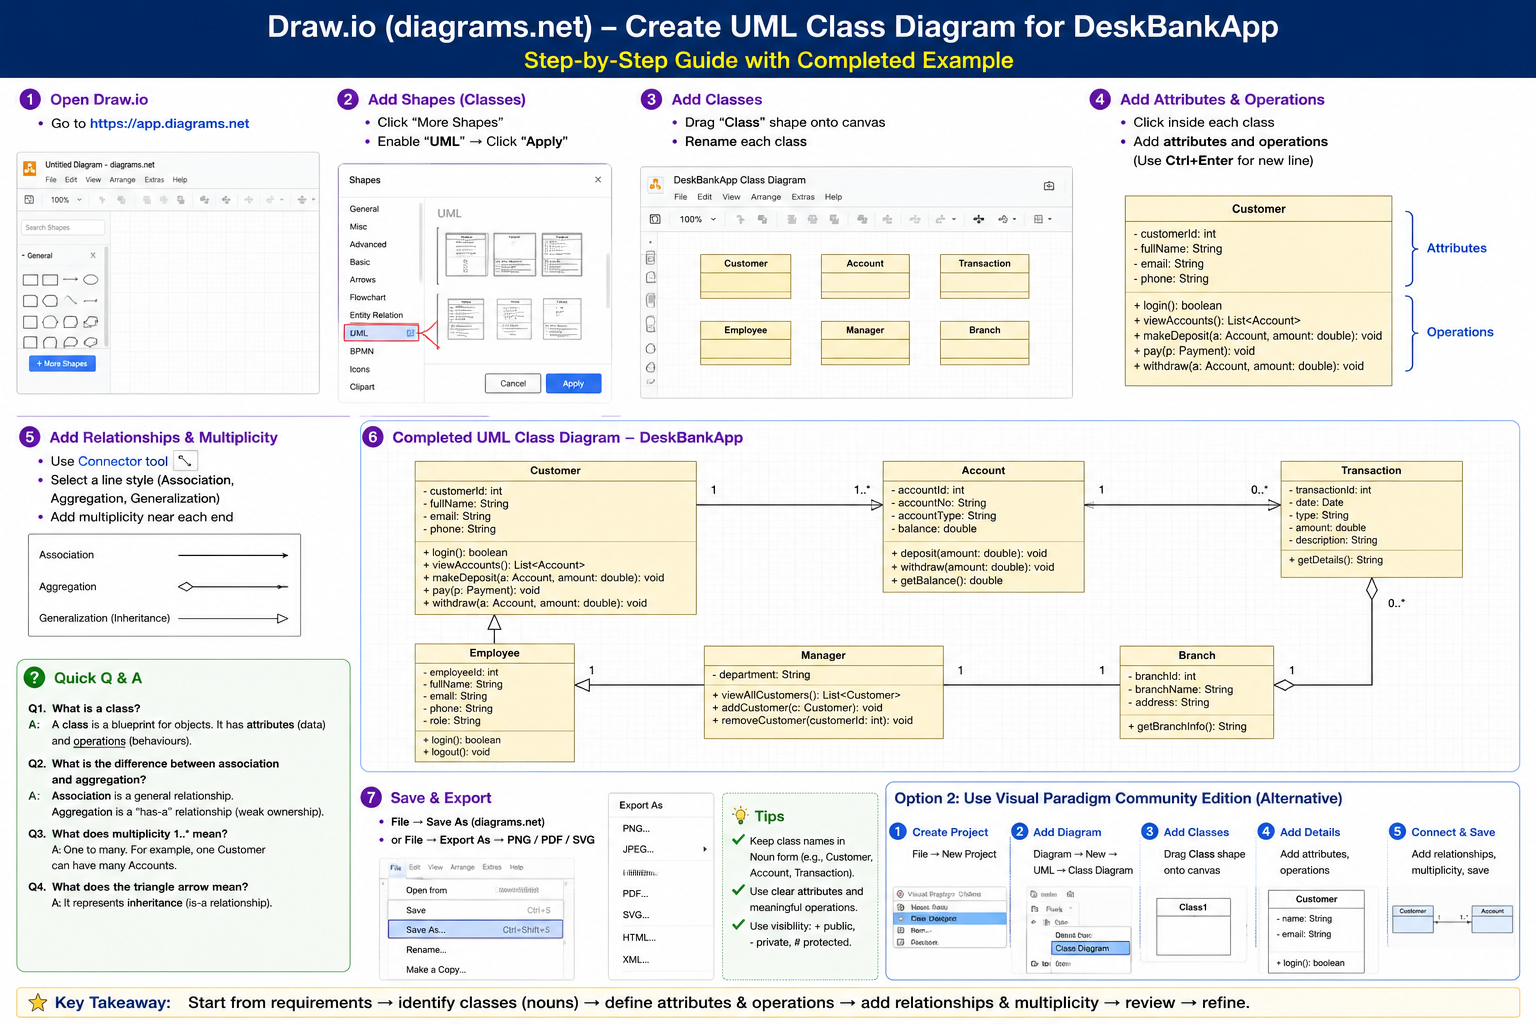 Draw.io (diagrams.net) – Create UML Class Diagram for DeskBankApp
Step-by-Step Guide with Completed Example
1 Open Draw.io
• Go to https://app.diagrams.net
Untitled Diagram - diagrams.net
File Edit View Arrange Extras Help
100%
Search Shapes
General X
+ More Shapes
2 Add Shapes (Classes)
• Click “More Shapes”
• Enable “UML” → Click “Apply”
Shapes ×
General
Misc
Advanced
Basic
Arrows
Flowchart
Entity Relation
UML
BPMN
Icons
Clipart
UML
Cancel Apply
3 Add Classes
• Drag “Class” shape onto canvas
• Rename each class
DeskBankApp Class Diagram
File Edit View Arrange Extras Help
100%
Customer Account Transaction
Employee Manager Branch
4 Add Attributes & Operations
• Click inside each class
• Add attributes and operations
(Use Ctrl+Enter for new line)
Customer
- customerId: int
- fullName: String
- email: String
- phone: String
+ login(): boolean
+ viewAccounts(): List<Account>
+ makeDeposit(a: Account, amount: double): void
+ pay(p: Payment): void
+ withdraw(a: Account, amount: double): void
Attributes
Operations
5 Add Relationships & Multiplicity
• Use Connector tool
• Select a line style (Association,
Aggregation, Generalization)
• Add multiplicity near each end
Association
Aggregation
Generalization (Inheritance)
6 Completed UML Class Diagram – DeskBankApp
Customer
- customerId: int
- fullName: String
- email: String
- phone: String
+ login(): boolean
+ viewAccounts(): List<Account>
+ makeDeposit(a: Account, amount: double): void
+ pay(p: Payment): void
+ withdraw(a: Account, amount: double): void
1 1..*
Account
- accountId: int
- accountNo: String
- accountType: String
- balance: double
+ deposit(amount: double): void
+ withdraw(amount: double): void
+ getBalance(): double
1 0..*
Transaction
- transactionId: int
- date: Date
- type: String
- amount: double
- description: String
+ getDetails(): String
0..*
Employee
- employeeId: int
- fullName: String
- email: String
- phone: String
- role: String
+ login(): boolean
+ logout(): void
1
Manager
- department: String
+ viewAllCustomers(): List<Customer>
+ addCustomer(c: Customer): void
+ removeCustomer(customerId: int): void
1 1
Branch
- branchId: int
- branchName: String
- address: String
+ getBranchInfo(): String
1
? Quick Q & A
Q1. What is a class?
A: A class is a blueprint for objects. It has attributes (data)
and operations (behaviours).
Q2. What is the difference between association
and aggregation?
A: Association is a general relationship.
Aggregation is a “has-a” relationship (weak ownership).
Q3. What does multiplicity 1..* mean?
A: One to many. For example, one Customer
can have many Accounts.
Q4. What does the triangle arrow mean?
A: It represents inheritance (is-a relationship).
7 Save & Export
• File → Save As (diagrams.net)
• or File → Export As → PNG / PDF / SVG
File Edit View Arrange Extras Help
Open from
Save Ctrl+S
Save As... Ctrl+Shift+S
Rename...
Make a Copy...
Export As
PNG...
JPEG...
PDF...
SVG...
HTML...
XML...
Tips
Keep class names in
Noun form (e.g., Customer,
Account, Transaction).
Use clear attributes and
meaningful operations.
Use visibility: + public,
- private, # protected.
Option 2: Use Visual Paradigm Community Edition (Alternative)
1 Create Project
File → New Project
2 Add Diagram
Diagram → New →
UML → Class Diagram
Class Diagram
3 Add Classes
Drag Class shape
onto canvas
Class1
4 Add Details
Add attributes,
operations
Customer
- name: String
- email: String
+ login(): boolean
5 Connect & Save
Add relationships,
multiplicity, save
Customer 1 1..* Account
Key Takeaway: Start from requirements → identify classes (nouns) → define attributes & operations → add relationships & multiplicity → review → refine.